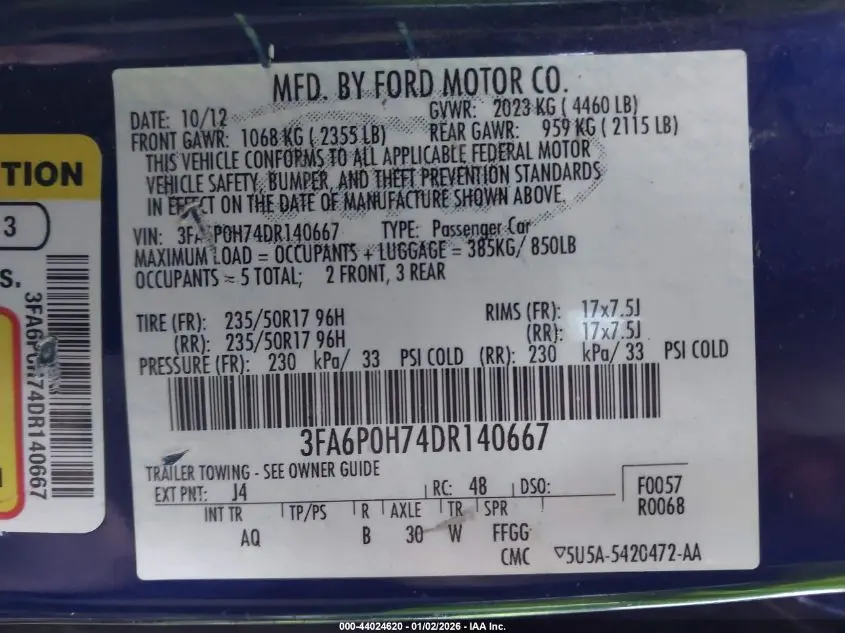 MFD. BY FORD MOTOR CO.
DATE: 10/12 GVWR: 2023 KG ( 4460 LB)
FRONT GAWR: 1068 KG ( 2355 LB) REAR GAWR: 959 KG ( 2115 LB)
THIS VEHICLE CONFORMS TO ALL APPLICABLE FEDERAL MOTOR
VEHICLE SAFETY, BUMPER, AND THEFT PREVENTION STANDARDS
IN EFFECT ON THE DATE OF MANUFACTURE SHOWN ABOVE.
VIN: 3FA P0H74DR140667 TYPE: Passenger Car
MAXIMUM LOAD = OCCUPANTS + LUGGAGE = 385KG/ 850LB
OCCUPANTS = 5 TOTAL; 2 FRONT, 3 REAR
TIRE (FR): 235/50R17 96H RIMS (FR): 17x7.5J
(RR): 235/50R17 96H (RR): 17x7.5J
PRESSURE (FR): 230 kPa/ 33 PSI COLD (RR): 230 kPa/ 33 PSI COLD
3FA6P0H74DR140667
TRAILER TOWING - SEE OWNER GUIDE
EXT PNT: J4 RC: 48 DSO: F0057
R0068
INT TR TP/PS R AXLE TR SPR
AQ B 30 W FFGG
CMC ▽5U5A-5420472-AA
TION
3
S.
3FA6P0H74DR140667
000-44024620 - 01/02/2026 - IAA Inc.